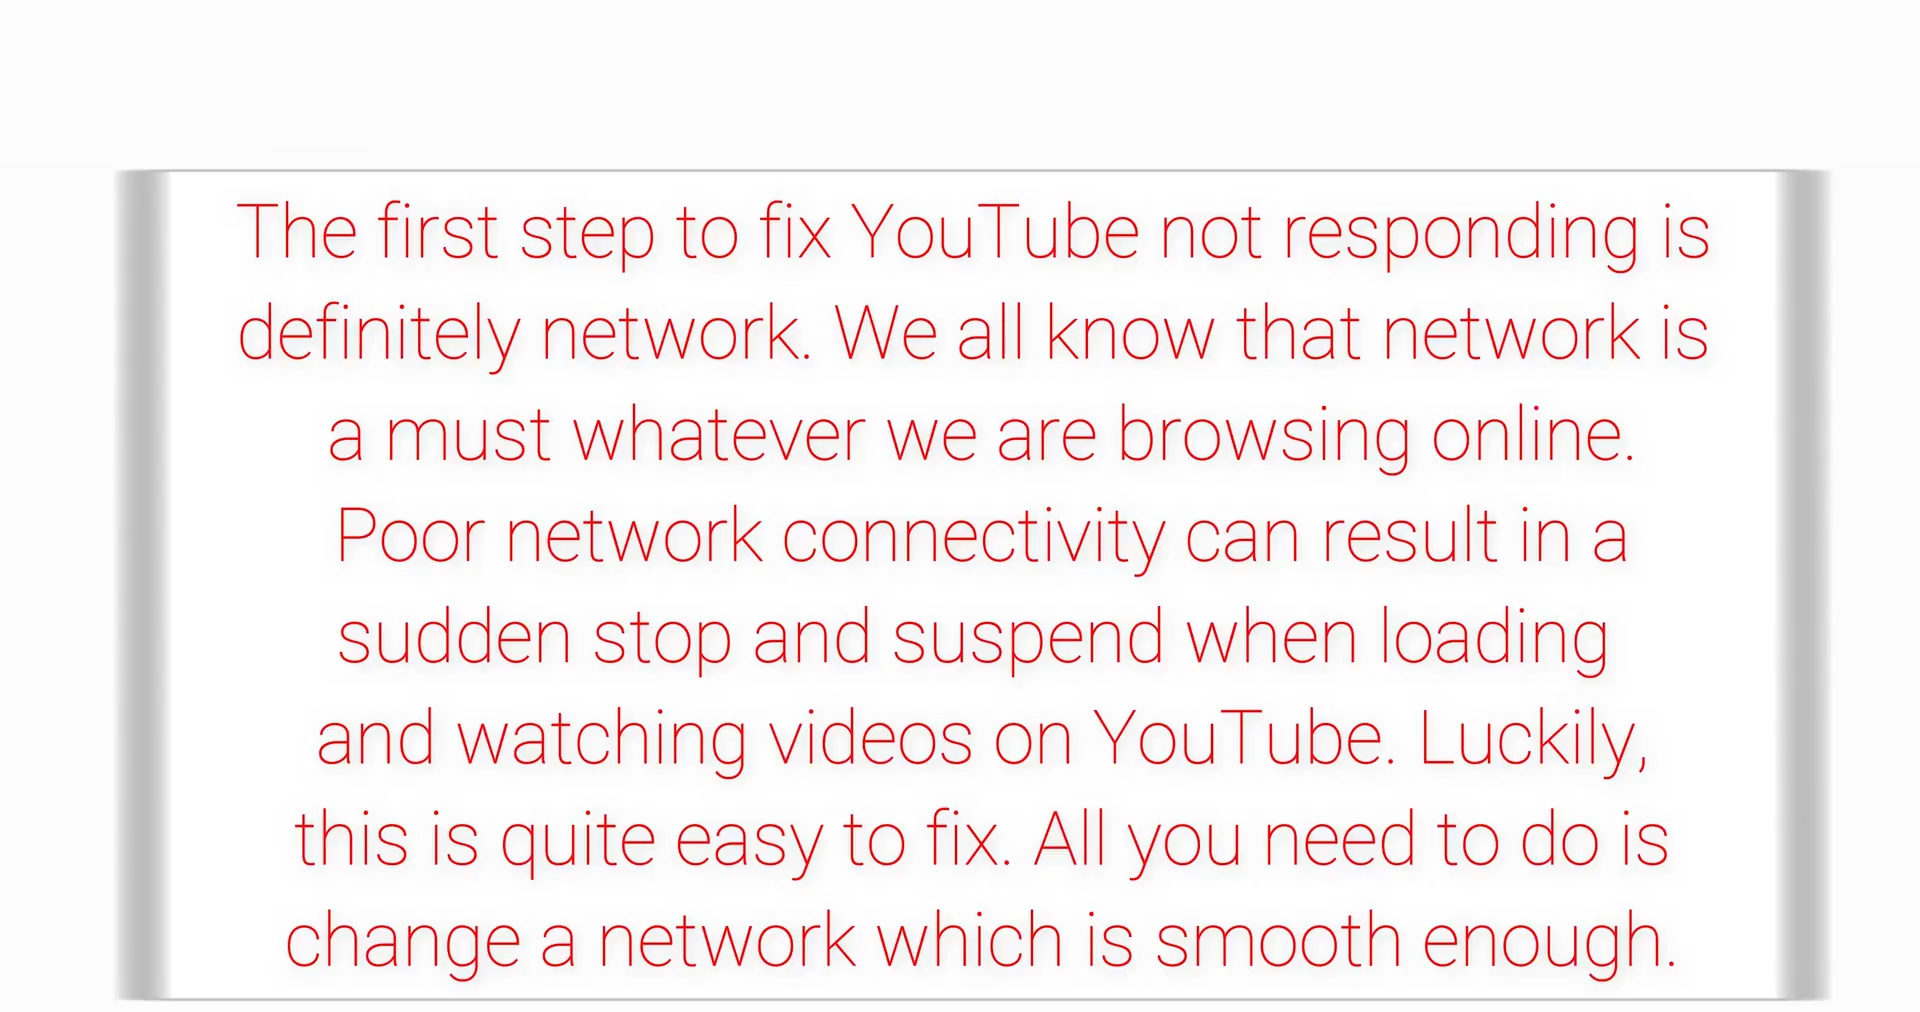 The first step to fix YouTube not responding is
definitely network. We all know that network is
a must whatever we are browsing online.
Poor network connectivity can result in a
sudden stop and suspend when loading
and watching videos on YouTube. Luckily,
this is quite easy to fix. All you need to do is
change a network which is smooth enough.